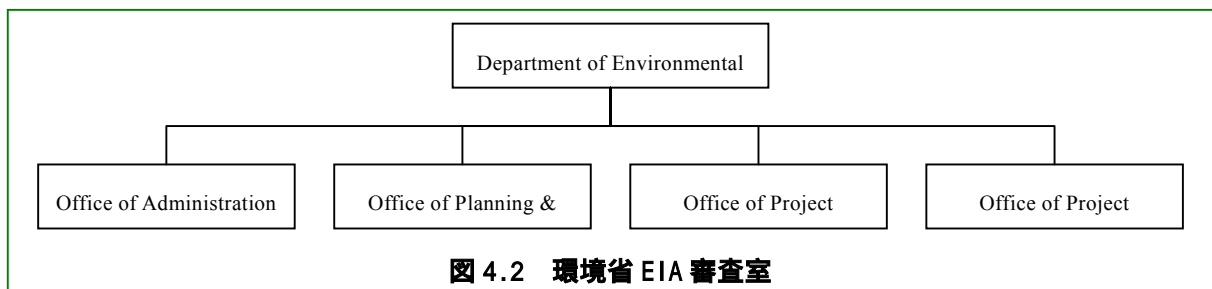 Department of Environmental
Office of Administration
Office of Planning &
Office of Project
Office of Project
図 4.2 環境省 EIA 審査室